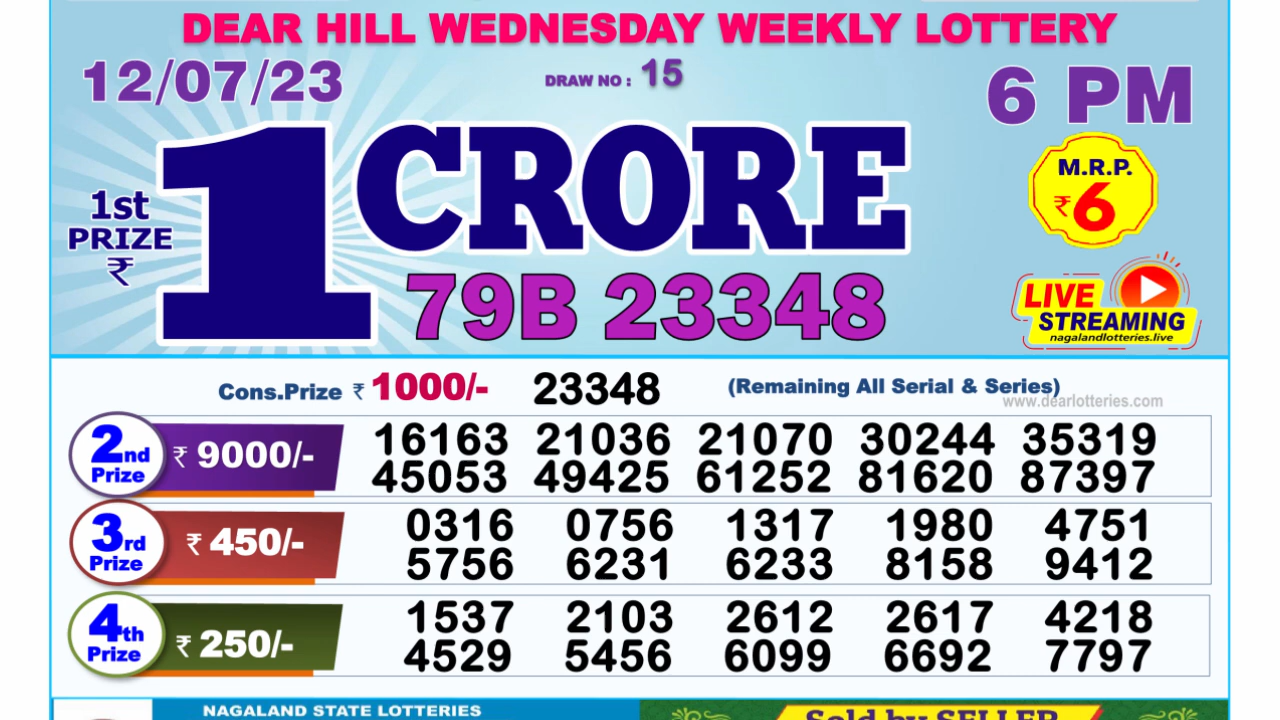 DEAR HILL WEDNESDAY WEEKLY LOTTERY
12/07/23
DRAW NO : 15
6 PM
1st PRIZE ₹
1 CRORE
M.R.P.
₹6
79B 23348
LIVE
STREAMING
nagalandlotteries.live
Cons.Prize ₹ 1000/- 23348 (Remaining All Serial & Series)
www.dearlotteries.com
2nd Prize ₹ 9000/-
16163 21036 21070 30244 35319
45053 49425 61252 81620 87397
3rd Prize ₹ 450/-
0316 0756 1317 1980 4751
5756 6231 6233 8158 9412
4th Prize ₹ 250/-
1537 2103 2612 2617 4218
4529 5456 6099 6692 7797
NAGALAND STATE LOTTERIES
Sold by SELLER